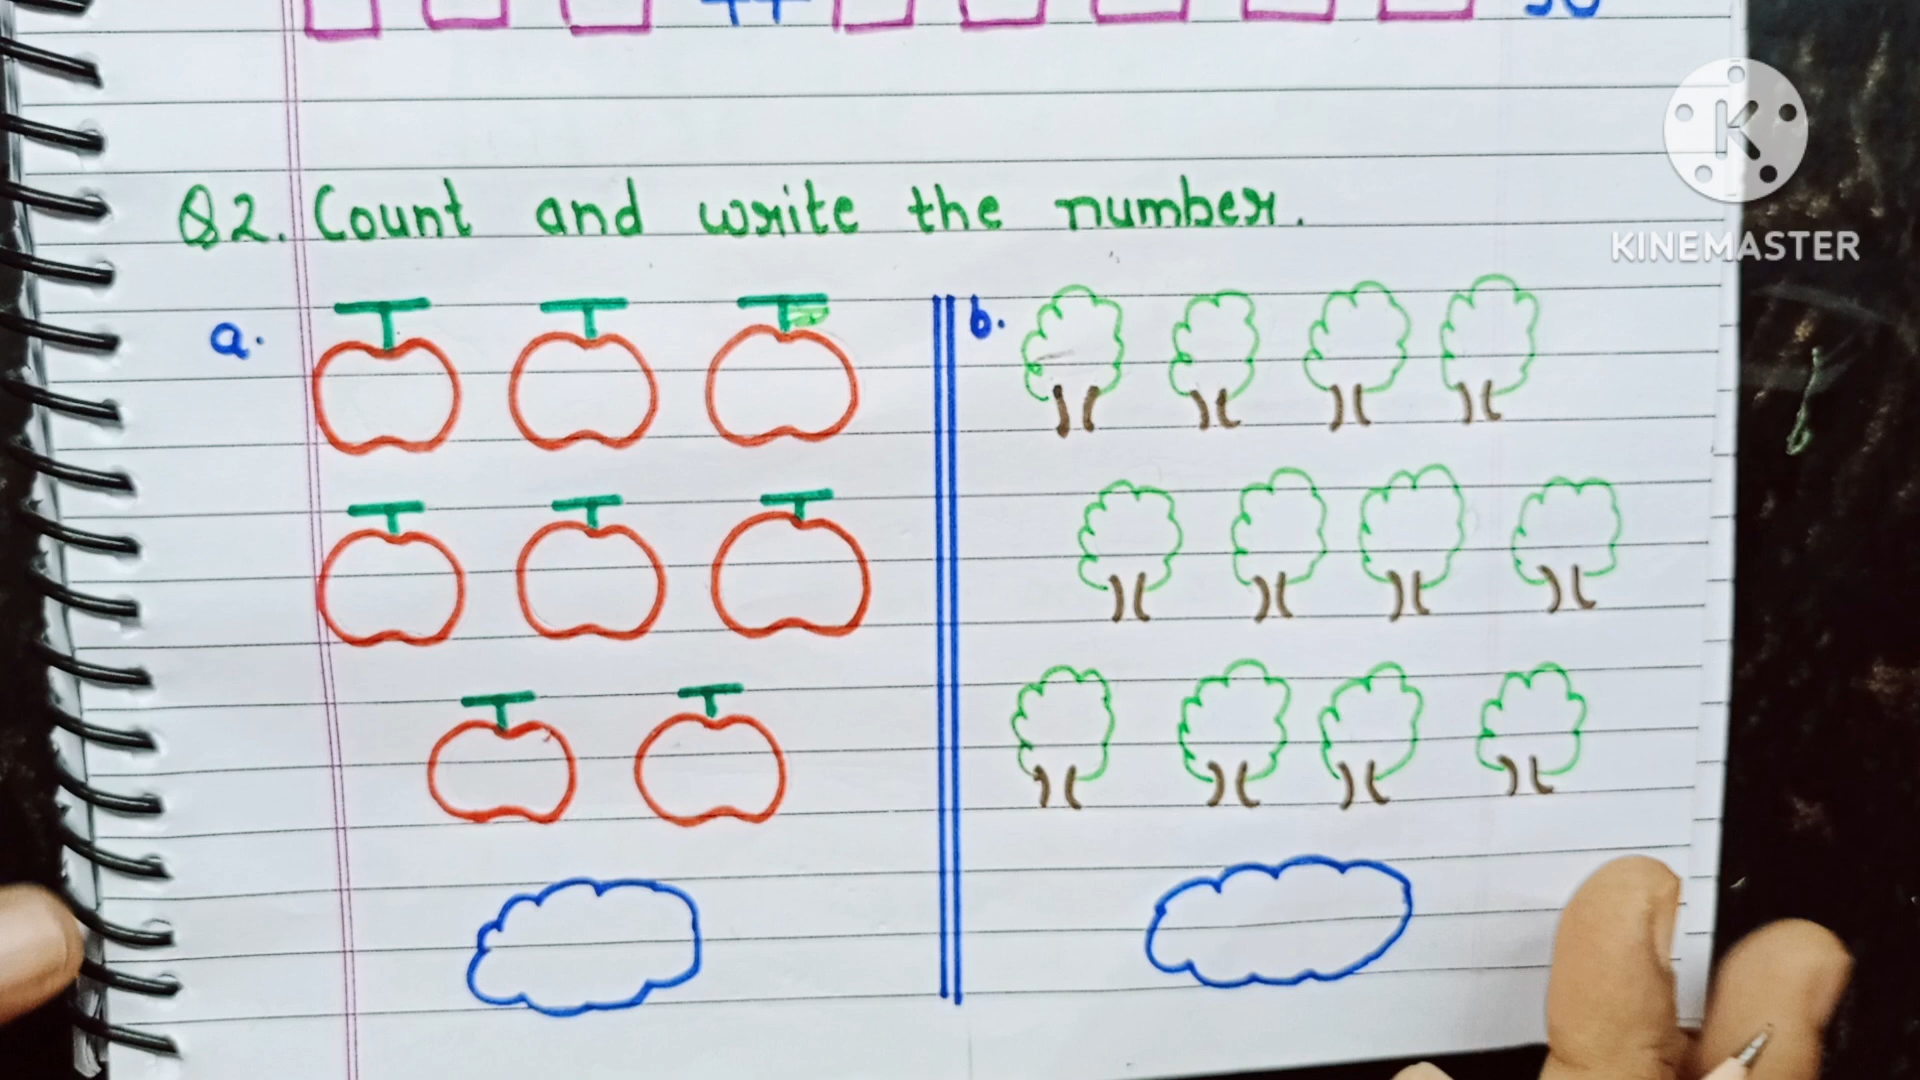 Q2. Count and write the number.
a.
b.
KINEMASTER